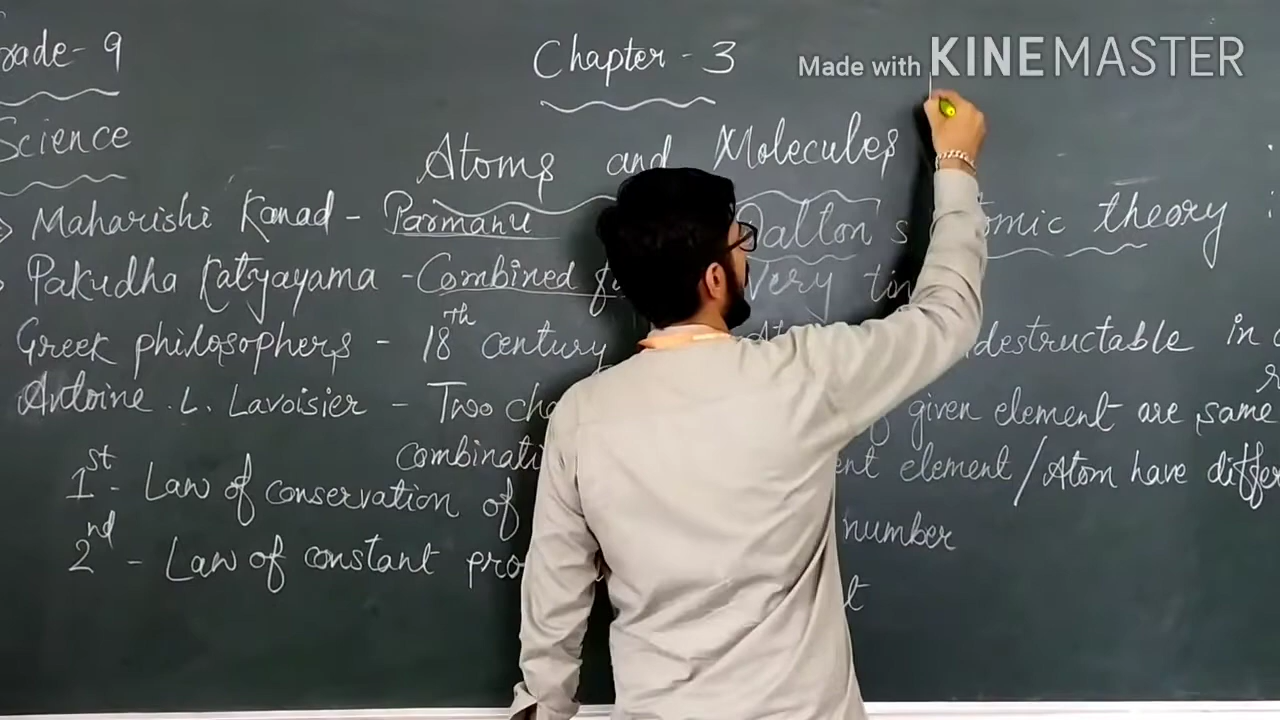 rade - 9
Chapter - 3
Made with KINEMASTER
Science
Atoms and Molecules
Maharishi Kanad - Parmanu
Pakudha Katyayama - Combined
Greek philosophers - 18th century
Antoine. L. Lavoisier - Two cha
combinati
1st - Law of conservation of
2nd - Law of constant pro
Dalton's tomic theory :
Very tin
destructable in
given element are same
ent element / Atom have differ
number